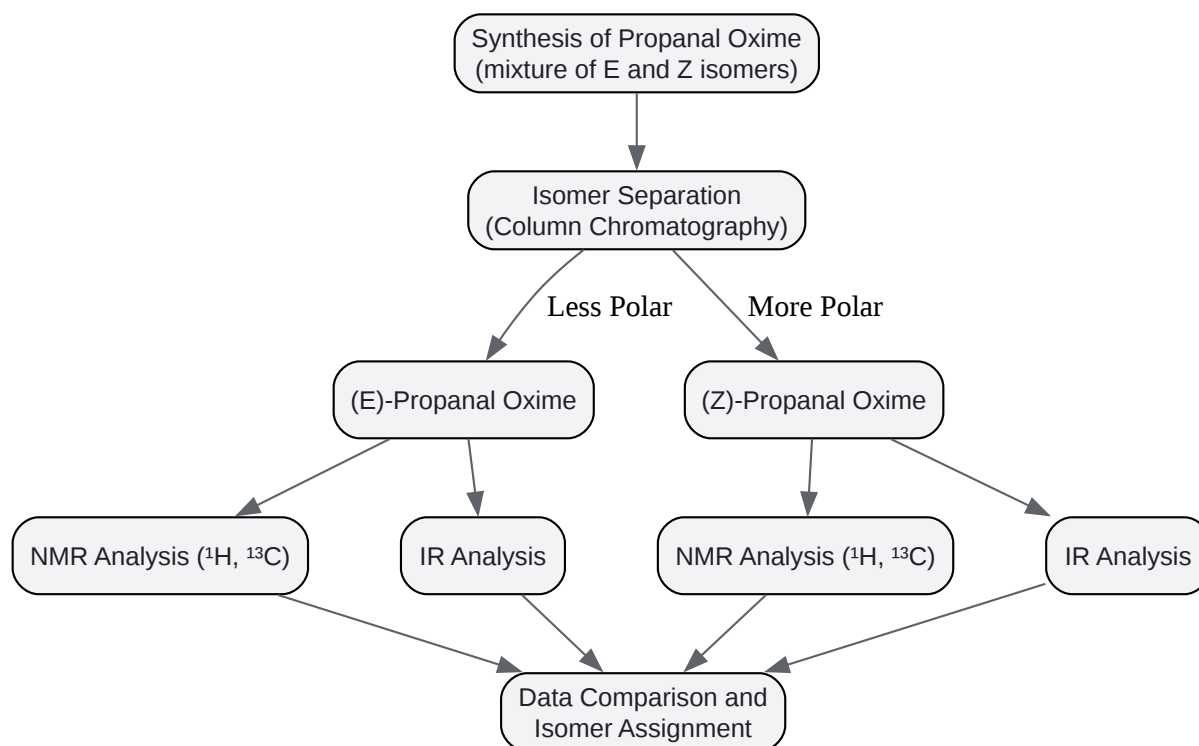 Synthesis of Propanal Oxime
(mixture of E and Z isomers)
Isomer Separation
(Column Chromatography)
Less Polar
More Polar
(E)-Propanal Oxime
(Z)-Propanal Oxime
NMR Analysis (¹H, ¹³C)
IR Analysis
NMR Analysis (¹H, ¹³C)
IR Analysis
Data Comparison and
Isomer Assignment